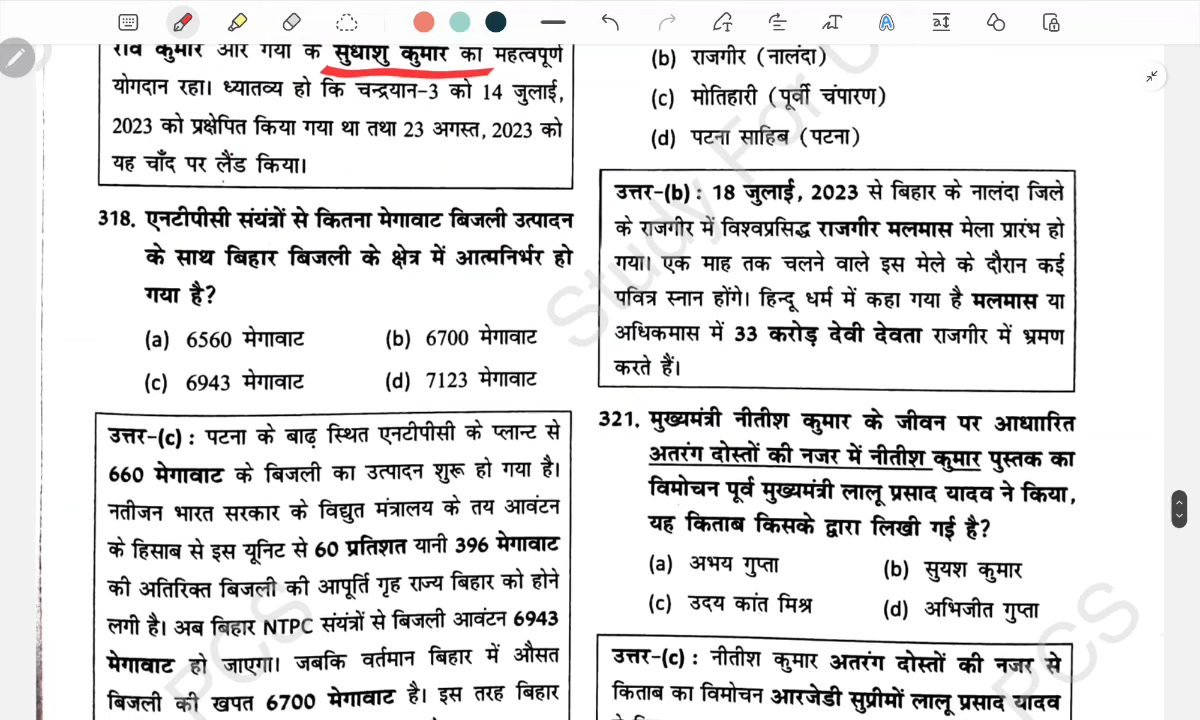 रवि कुमार और गया के सुधांशु कुमार का महत्वपूर्ण
योगदान रहा। ध्यातव्य हो कि चन्द्रयान-3 को 14 जुलाई,
2023 को प्रक्षेपित किया गया था तथा 23 अगस्त, 2023 को
यह चाँद पर लैंड किया।
318. एनटीपीसी संयंत्रों से कितना मेगावाट बिजली उत्पादन
के साथ बिहार बिजली के क्षेत्र में आत्मनिर्भर हो
गया है?
(a) 6560 मेगावाट (b) 6700 मेगावाट
(c) 6943 मेगावाट (d) 7123 मेगावाट
उत्तर-(c) : पटना के बाढ़ स्थित एनटीपीसी के प्लान्ट से
660 मेगावाट के बिजली का उत्पादन शुरू हो गया है।
नतीजन भारत सरकार के विद्युत मंत्रालय के तय आवंटन
के हिसाब से इस यूनिट से 60 प्रतिशत यानी 396 मेगावाट
की अतिरिक्त बिजली की आपूर्ति गृह राज्य बिहार को होने
लगी है। अब बिहार NTPC संयंत्रों से बिजली आवंटन 6943
मेगावाट हो जाएगा। जबकि वर्तमान बिहार में औसत
बिजली की खपत 6700 मेगावाट है। इस तरह बिहार
(b) राजगीर (नालंदा)
(c) मोतिहारी (पूर्वी चंपारण)
(d) पटना साहिब (पटना)
उत्तर-(b) : 18 जुलाई, 2023 से बिहार के नालंदा जिले
के राजगीर में विश्वप्रसिद्ध राजगीर मलमास मेला प्रारंभ हो
गया। एक माह तक चलने वाले इस मेले के दौरान कई
पवित्र स्नान होंगे। हिन्दू धर्म में कहा गया है मलमास या
अधिकमास में 33 करोड़ देवी देवता राजगीर में भ्रमण
करते हैं।
321. मुख्यमंत्री नीतीश कुमार के जीवन पर आधाारित
अतरंग दोस्तों की नजर में नीतीश कुमार पुस्तक का
विमोचन पूर्व मुख्यमंत्री लालू प्रसाद यादव ने किया,
यह किताब किसके द्वारा लिखी गई है?
(a) अभय गुप्ता (b) सुयश कुमार
(c) उदय कांत मिश्र (d) अभिजीत गुप्ता
उत्तर-(c) : नीतीश कुमार अतरंग दोस्तों की नजर से
किताब का विमोचन आरजेडी सुप्रीमों लालू प्रसाद यादव
Study For
PCS
PCS